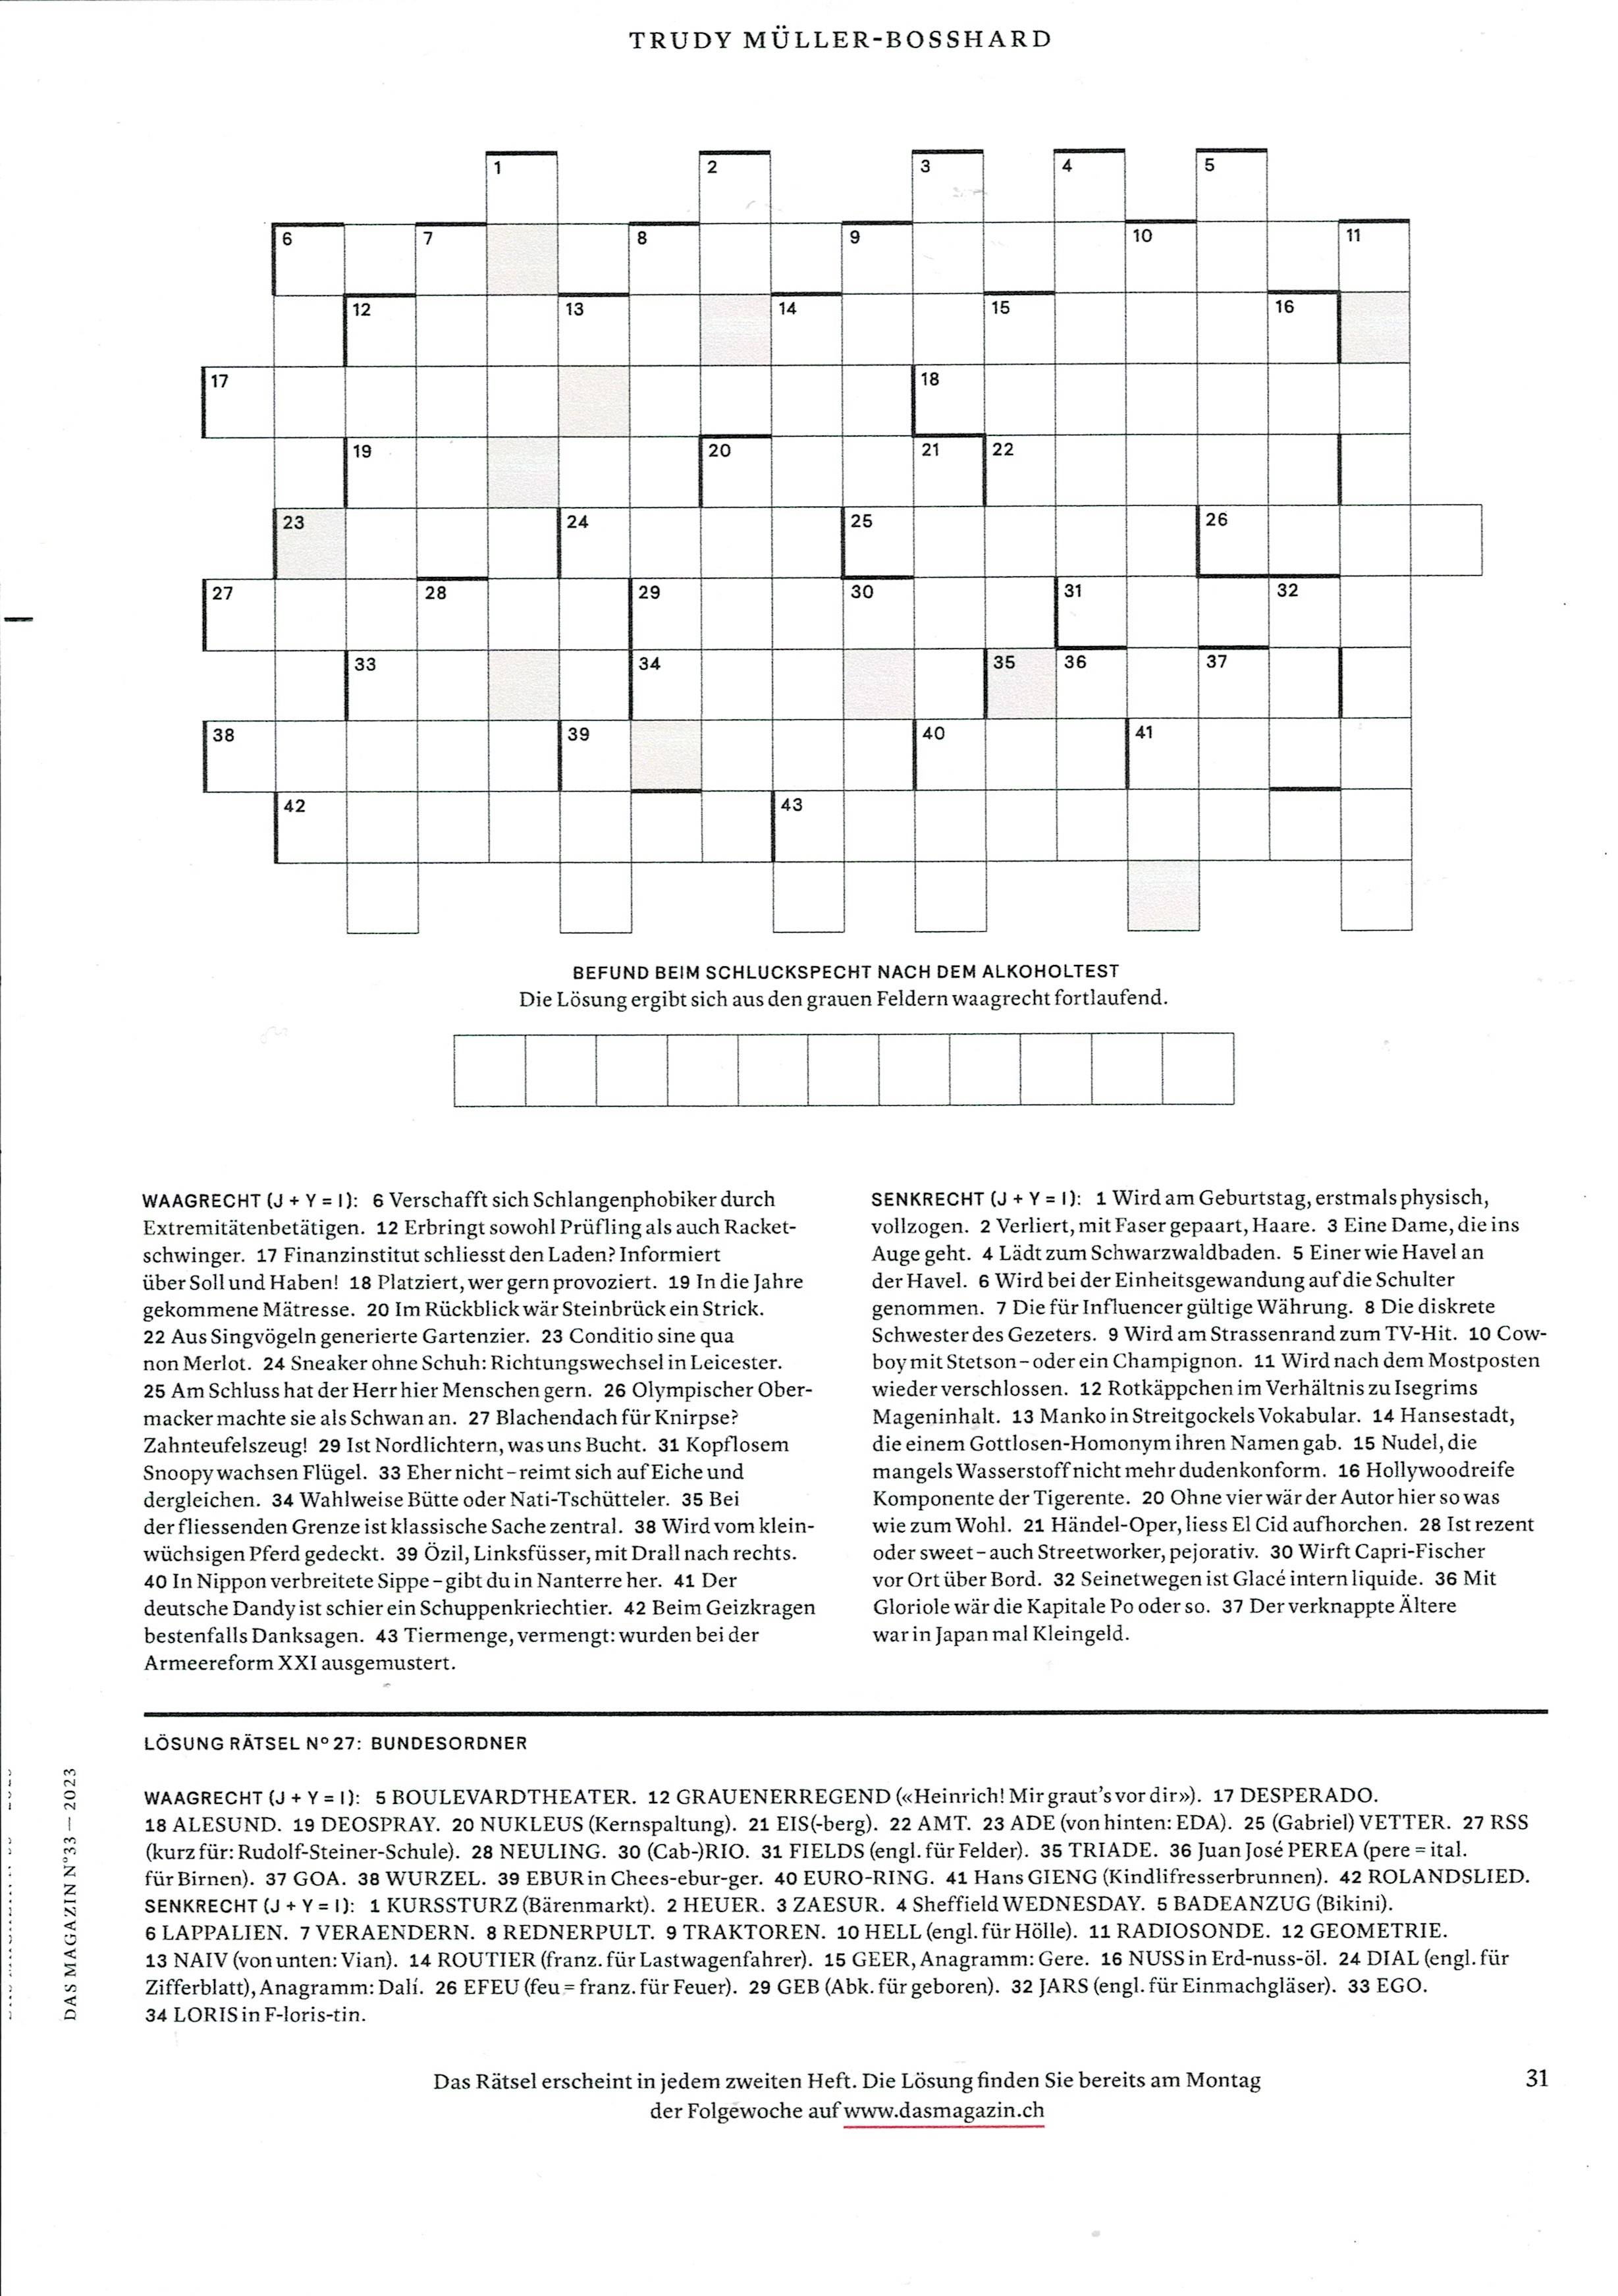 TRUDY MÜLLER-BOSSHARD
1 2 3 4 5
6 7 8 9 10 11
12 13 14 15 16
17 18
19 20 21 22
23 24 25 26
27 28 29 30 31 32
33 34 35 36 37
38 39 40 41
42 43
BEFUND BEIM SCHLUCKSPECHT NACH DEM ALKOHOLTEST
Die Lösung ergibt sich aus den grauen Feldern waagrecht fortlaufend.
WAAGRECHT (J + Y = I): 6 Verschafft sich Schlangenphobiker durch
Extremitätenbetätigen. 12 Erbringt sowohl Prüfling als auch Racket-
schwinger. 17 Finanzinstitut schliesst den Laden? Informiert
über Soll und Haben! 18 Platziert, wer gern provoziert. 19 In die Jahre
gekommene Mätresse. 20 Im Rückblick wär Steinbrück ein Strick.
22 Aus Singvögeln generierte Gartenzier. 23 Conditio sine qua
non Merlot. 24 Sneaker ohne Schuh: Richtungswechsel in Leicester.
25 Am Schluss hat der Herr hier Menschen gern. 26 Olympischer Ober-
macker machte sie als Schwan an. 27 Blachendach für Knirpse?
Zahnteufelszeug! 29 Ist Nordlichtern, was uns Bucht. 31 Kopflosem
Snoopy wachsen Flügel. 33 Eher nicht – reimt sich auf Eiche und
dergleichen. 34 Wahlweise Bütte oder Nati-Tschütteler. 35 Bei
der fliessenden Grenze ist klassische Sache zentral. 38 Wird vom klein-
wüchsigen Pferd gedeckt. 39 Özil, Linksfüsser, mit Drall nach rechts.
40 In Nippon verbreitete Sippe – gibt du in Nanterre her. 41 Der
deutsche Dandy ist schier ein Schuppenkriechtier. 42 Beim Geizkragen
bestenfalls Danksagen. 43 Tiermenge, vermengt: wurden bei der
Armeereform XXI ausgemustert.
SENKRECHT (J + Y = I): 1 Wird am Geburtstag, erstmals physisch,
vollzogen. 2 Verliert, mit Faser gepaart, Haare. 3 Eine Dame, die ins
Auge geht. 4 Lädt zum Schwarzwaldbaden. 5 Einer wie Havel an
der Havel. 6 Wird bei der Einheitsgewandung auf die Schulter
genommen. 7 Die für Influencer gültige Währung. 8 Die diskrete
Schwester des Gezeters. 9 Wird am Strassenrand zum TV-Hit. 10 Cow-
boy mit Stetson – oder ein Champignon. 11 Wird nach dem Mostposten
wieder verschlossen. 12 Rotkäppchen im Verhältnis zu Isegrims
Mageninhalt. 13 Manko in Streitgockels Vokabular. 14 Hansestadt,
die einem Gottlosen-Homonym ihren Namen gab. 15 Nudel, die
mangels Wasserstoff nicht mehr dudenkonform. 16 Hollywoodreife
Komponente der Tigerente. 20 Ohne vier wär der Autor hier so was
wie zum Wohl. 21 Händel-Oper, liess El Cid aufhorchen. 28 Ist rezent
oder sweet – auch Streetworker, pejorativ. 30 Wirft Capri-Fischer
vor Ort über Bord. 32 Seinetwegen ist Glacé intern liquide. 36 Mit
Gloriole wär die Kapitale Po oder so. 37 Der verknappte Ältere
war in Japan mal Kleingeld.
LÖSUNG RÄTSEL Nº 27: BUNDESORDNER
WAAGRECHT (J + Y = I): 5 BOULEVARDTHEATER. 12 GRAUENERREGEND («Heinrich! Mir graut's vor dir»). 17 DESPERADO.
18 ALESUND. 19 DEOSPRAY. 20 NUKLEUS (Kernspaltung). 21 EIS(-berg). 22 AMT. 23 ADE (von hinten: EDA). 25 (Gabriel) VETTER. 27 RSS
(kurz für: Rudolf-Steiner-Schule). 28 NEULING. 30 (Cab-)RIO. 31 FIELDS (engl. für Felder). 35 TRIADE. 36 Juan José PEREA (pere = ital.
für Birnen). 37 GOA. 38 WURZEL. 39 EBUR in Chees-ebur-ger. 40 EURO-RING. 41 Hans GIENG (Kindlifresserbrunnen). 42 ROLANDSLIED.
SENKRECHT (J + Y = I): 1 KURSSTURZ (Bärenmarkt). 2 HEUER. 3 ZAESUR. 4 Sheffield WEDNESDAY. 5 BADEANZUG (Bikini).
6 LAPPALIEN. 7 VERAENDERN. 8 REDNERPULT. 9 TRAKTOREN. 10 HELL (engl. für Hölle). 11 RADIOSONDE. 12 GEOMETRIE.
13 NAIV (von unten: Vian). 14 ROUTIER (franz. für Lastwagenfahrer). 15 GEER, Anagramm: Gere. 16 NUSS in Erd-nuss-öl. 24 DIAL (engl. für
Zifferblatt), Anagramm: Dalí. 26 EFEU (feu = franz. für Feuer). 29 GEB (Abk. für geboren). 32 JARS (engl. für Einmachgläser). 33 EGO.
34 LORIS in F-loris-tin.
DAS MAGAZIN N°33 — 2023
Das Rätsel erscheint in jedem zweiten Heft. Die Lösung finden Sie bereits am Montag
der Folgewoche auf www.dasmagazin.ch
31